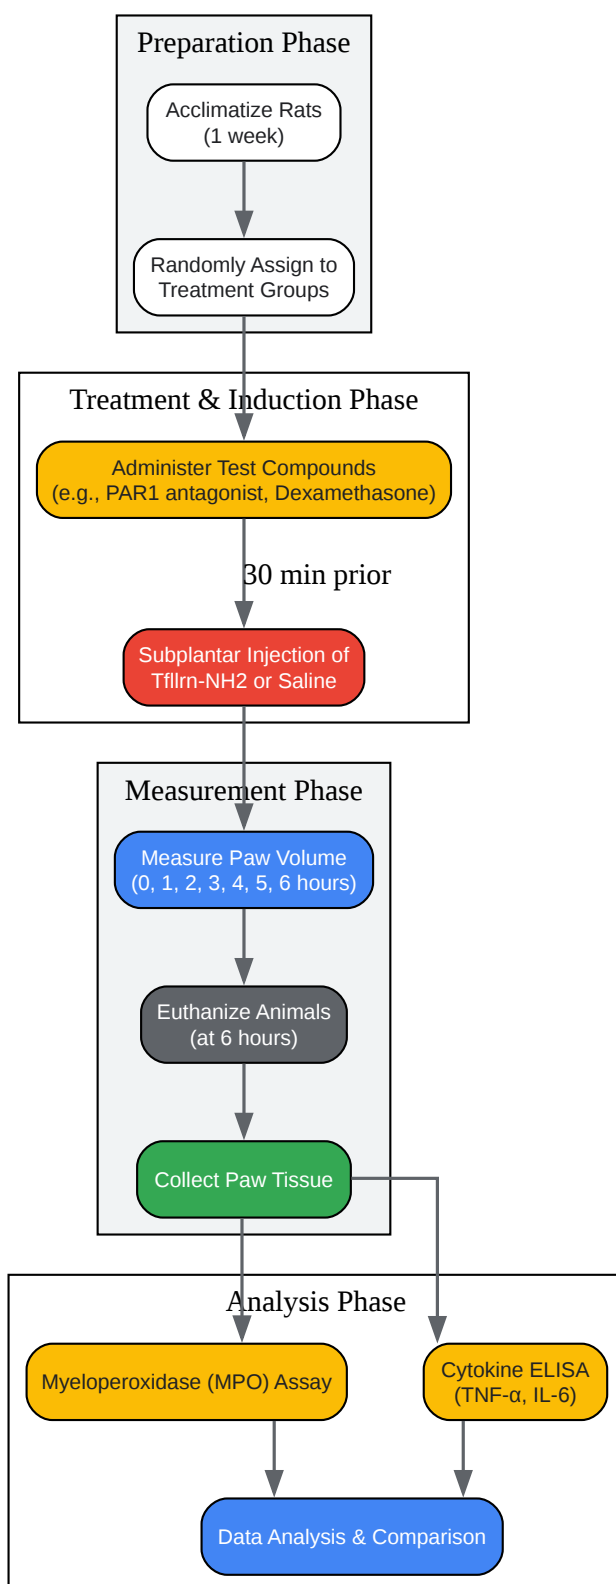 Preparation Phase
Acclimatize Rats
(1 week)
Randomly Assign to
Treatment Groups
Treatment & Induction Phase
Administer Test Compounds
(e.g., PAR1 antagonist, Dexamethasone)
30 min prior
Subplantar Injection of
Tfllrn-NH2 or Saline
Measurement Phase
Measure Paw Volume
(0, 1, 2, 3, 4, 5, 6 hours)
Euthanize Animals
(at 6 hours)
Collect Paw Tissue
Analysis Phase
Myeloperoxidase (MPO) Assay
Cytokine ELISA
(TNF-α, IL-6)
Data Analysis & Comparison